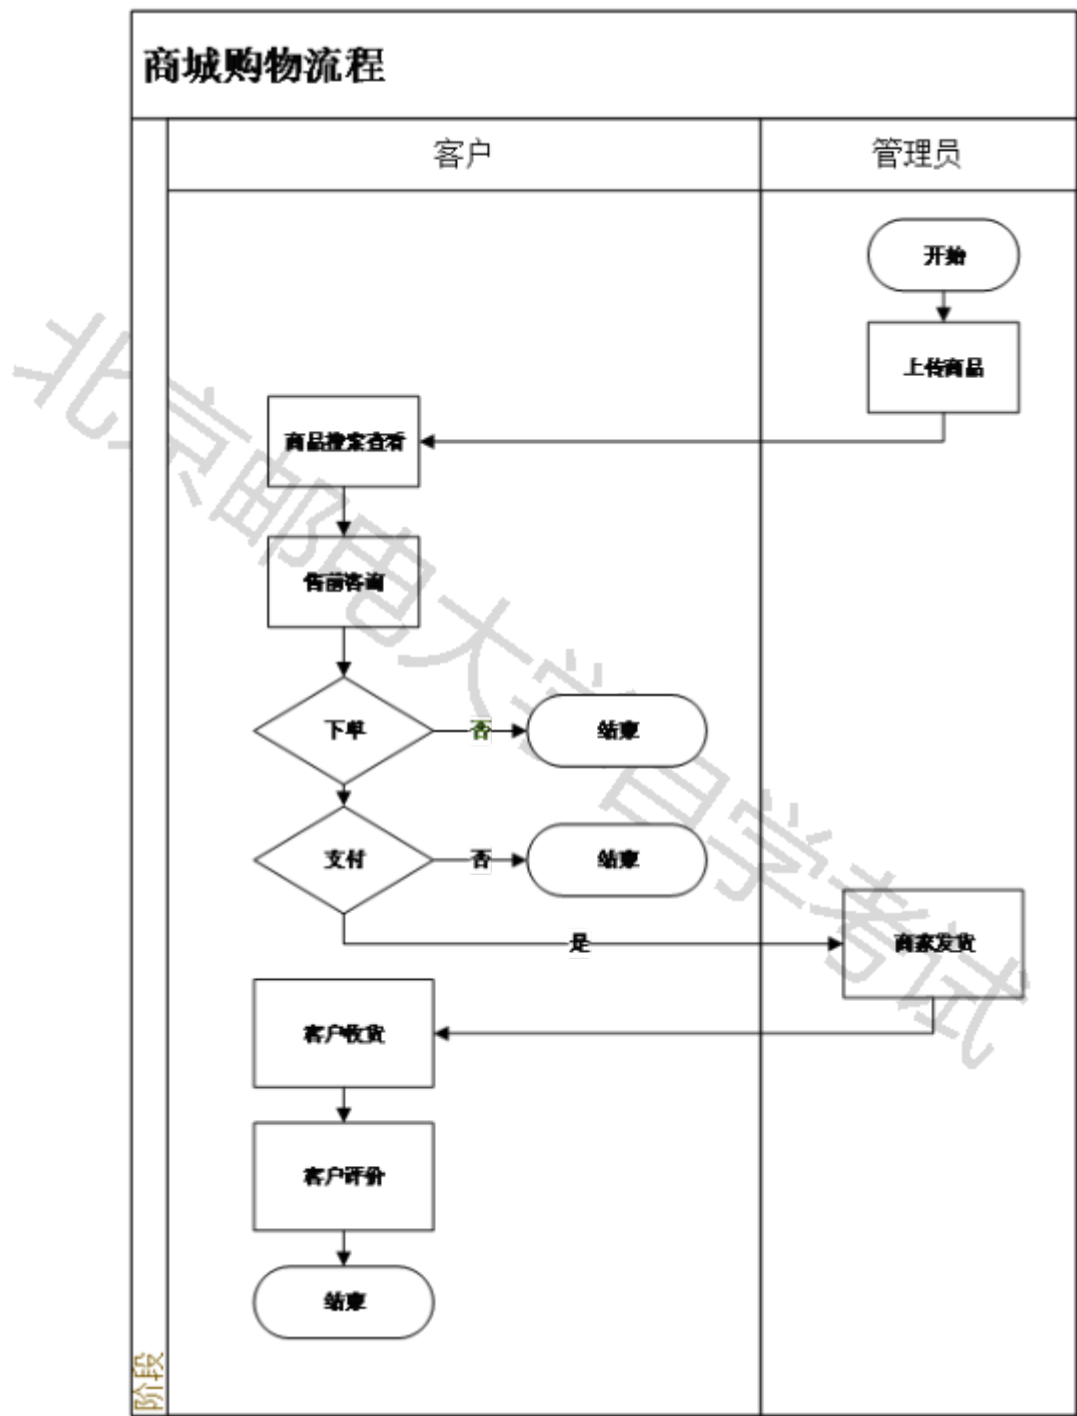 商城购物流程
客户
管理员
开始
上传商品
商品搜索查看
售前咨询
下单
否
结束
支付
否
结束
是
商家发货
客户收货
客户评价
结束
阶段
北京邮电大学自学考试